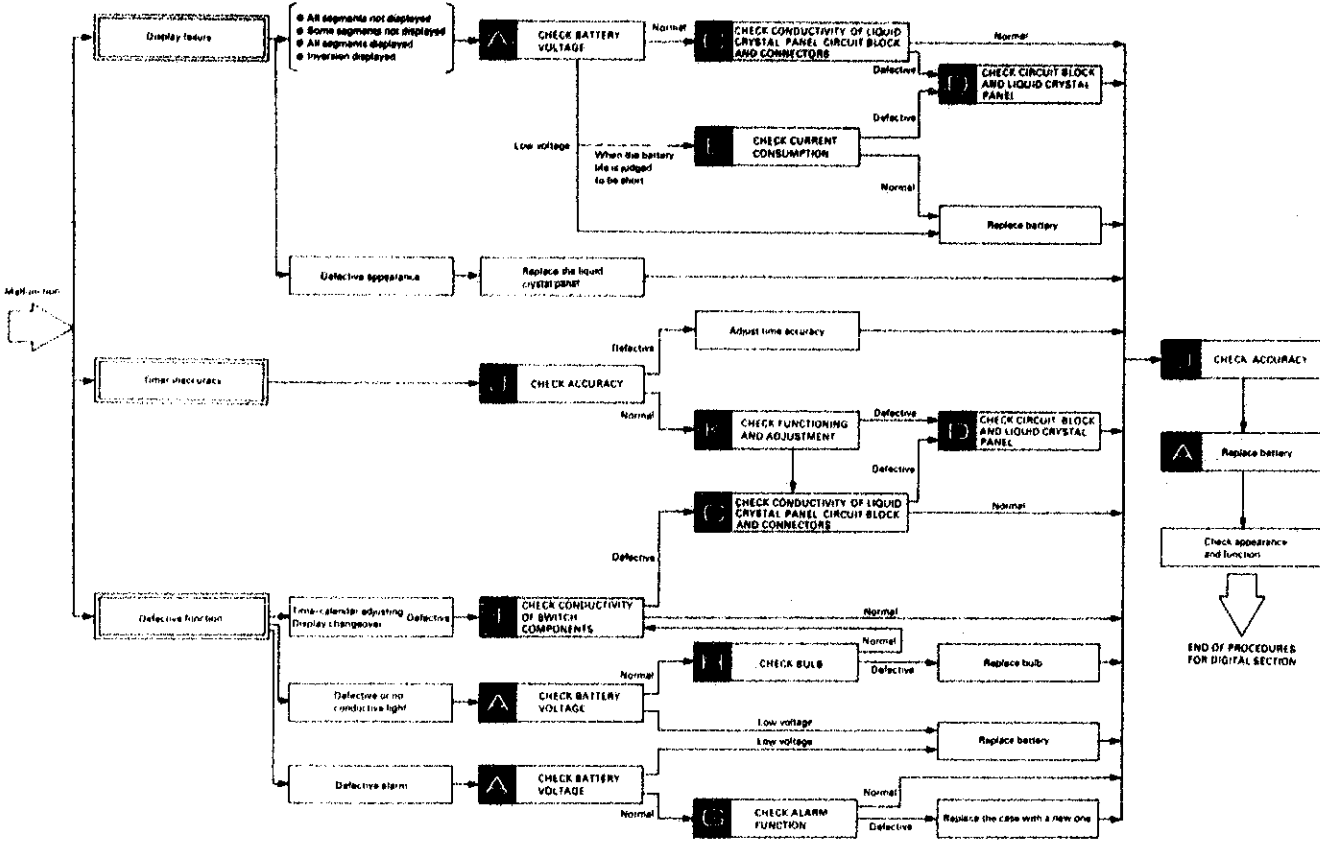 Malfunction
Display failure
All segments not displayed
Some segments not displayed
All segments displayed
Inversion displayed
A
CHECK BATTERY
VOLTAGE
Normal
C
CHECK CONDUCTIVITY OF LIQUID
CRYSTAL PANEL CIRCUIT BLOCK
AND CONNECTORS
Normal
Defective
D
CHECK CIRCUIT BLOCK
AND LIQUID CRYSTAL
PANEL
Defective
Low voltage
When the battery
life is judged
to be short
CHECK CURRENT
CONSUMPTION
Normal
Replace battery
Defective appearance
Replace the liquid
crystal panel
Timer inaccuracy
J
CHECK ACCURACY
Defective
Adjust time accuracy
Normal
CHECK FUNCTIONING
AND ADJUSTMENT
Defective
D
CHECK CIRCUIT BLOCK
AND LIQUID CRYSTAL
PANEL
Defective
C
CHECK CONDUCTIVITY OF LIQUID
CRYSTAL PANEL CIRCUIT BLOCK
AND CONNECTORS
Normal
Defective
Defective function
Time-calendar adjusting
Display changeover
Defective
CHECK CONDUCTIVITY
OF SWITCH
COMPONENTS
Normal
Normal
Defective or no
conductive light
A
CHECK BATTERY
VOLTAGE
Normal
H
CHECK BULB
Defective
Replace bulb
Low voltage
Low voltage
Replace battery
Defective alarm
A
CHECK BATTERY
VOLTAGE
Normal
G
CHECK ALARM
FUNCTION
Normal
Defective
Replace the case with a new one
J
CHECK ACCURACY
A
Replace battery
Check appearance
and function
END OF PROCEDURES
FOR DIGITAL SECTION